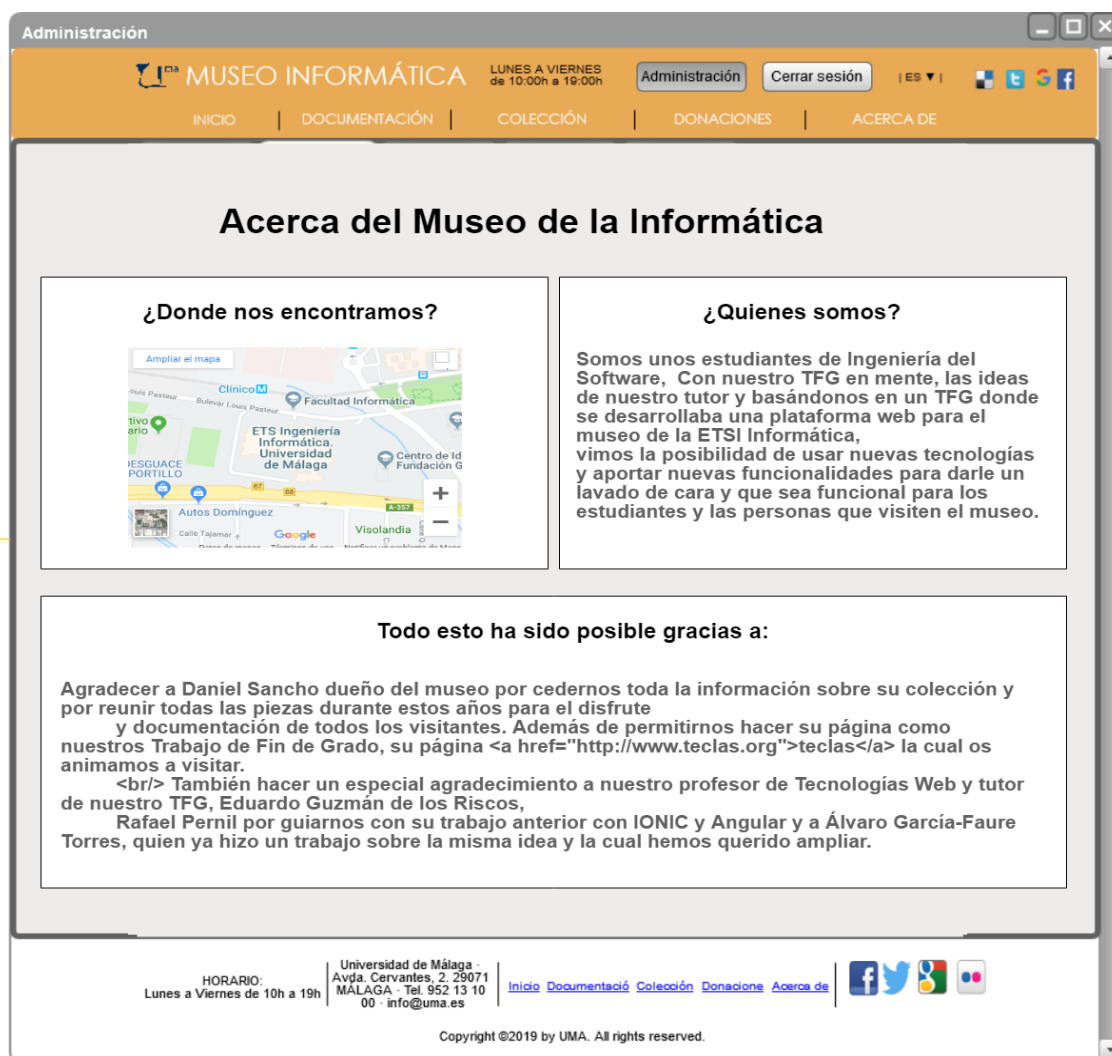 Administración
uma MUSEO INFORMÁTICA
LUNES A VIERNES
de 10:00h a 19:00h
Administración
Cerrar sesión
| ES ▼ |
INICIO | DOCUMENTACIÓN | COLECCIÓN | DONACIONES | ACERCA DE
Acerca del Museo de la Informática
¿Donde nos encontramos?
Ampliar el mapa
Clínico M
Louis Pasteur
Bulevar Louis Pasteur
Facultad Informática
ETS Ingeniería
Informática.
Universidad
de Málaga
Centro de Id
Fundación G
DESGUACE
PORTILLO
67
68
A-357
Autos Domínguez
Calle Tajamar
Google
Visolandia
¿Quienes somos?
Somos unos estudiantes de Ingeniería del
Software, Con nuestro TFG en mente, las ideas
de nuestro tutor y basándonos en un TFG donde
se desarrollaba una plataforma web para el
museo de la ETSI Informática,
vimos la posibilidad de usar nuevas tecnologías
y aportar nuevas funcionalidades para darle un
lavado de cara y que sea funcional para los
estudiantes y las personas que visiten el museo.
Todo esto ha sido posible gracias a:
Agradecer a Daniel Sancho dueño del museo por cedernos toda la información sobre su colección y
por reunir todas las piezas durante estos años para el disfrute
y documentación de todos los visitantes. Además de permitirnos hacer su página como
nuestros Trabajo de Fin de Grado, su página <a href="http://www.teclas.org">teclas</a> la cual os
animamos a visitar.
<br/> También hacer un especial agradecimiento a nuestro profesor de Tecnologías Web y tutor
de nuestro TFG, Eduardo Guzmán de los Riscos,
Rafael Pernil por guiarnos con su trabajo anterior con IONIC y Angular y a Álvaro García-Faure
Torres, quien ya hizo un trabajo sobre la misma idea y la cual hemos querido ampliar.
HORARIO:
Lunes a Viernes de 10h a 19h
Universidad de Málaga ·
Avda. Cervantes, 2. 29071
MÁLAGA · Tel. 952 13 10
00 · info@uma.es
Inicio Documentació Colección Donacione Acerca de
Copyright ©2019 by UMA. All rights reserved.